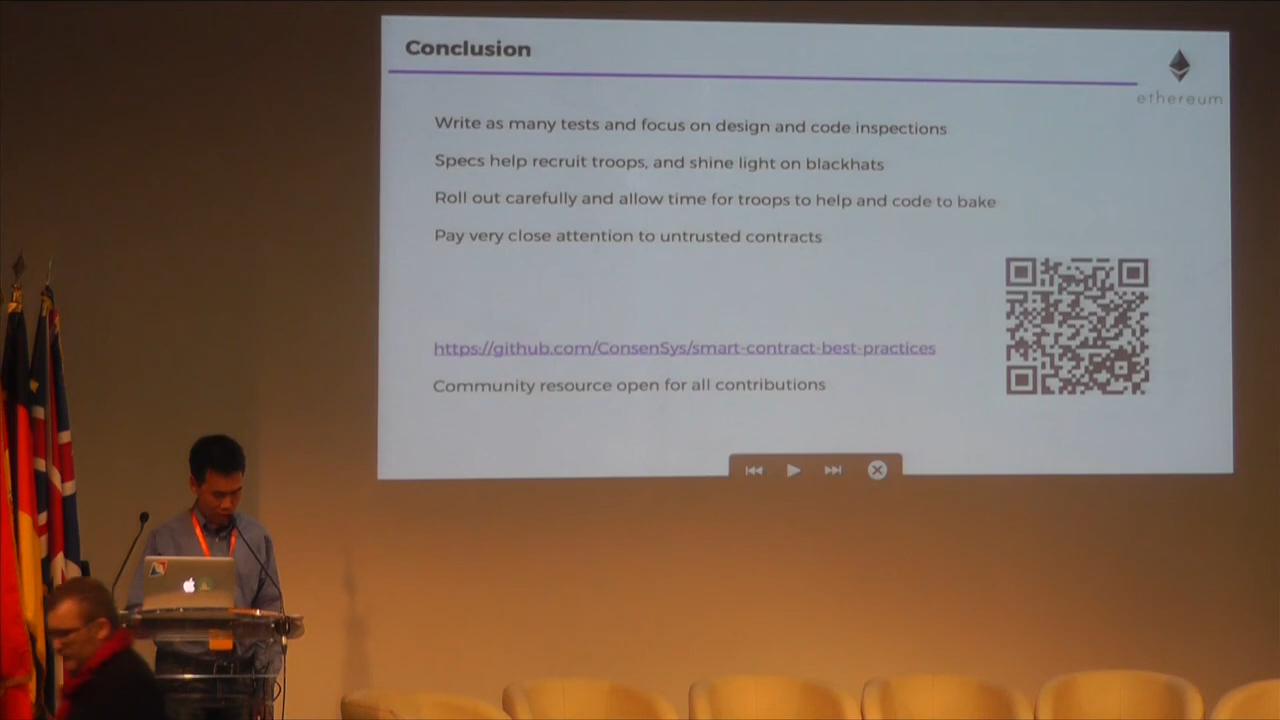 Conclusion
ethereum
Write as many tests and focus on design and code inspections
Specs help recruit troops, and shine light on blackhats
Roll out carefully and allow time for troops to help and code to bake
Pay very close attention to untrusted contracts
https://github.com/ConsenSys/smart-contract-best-practices
Community resource open for all contributions